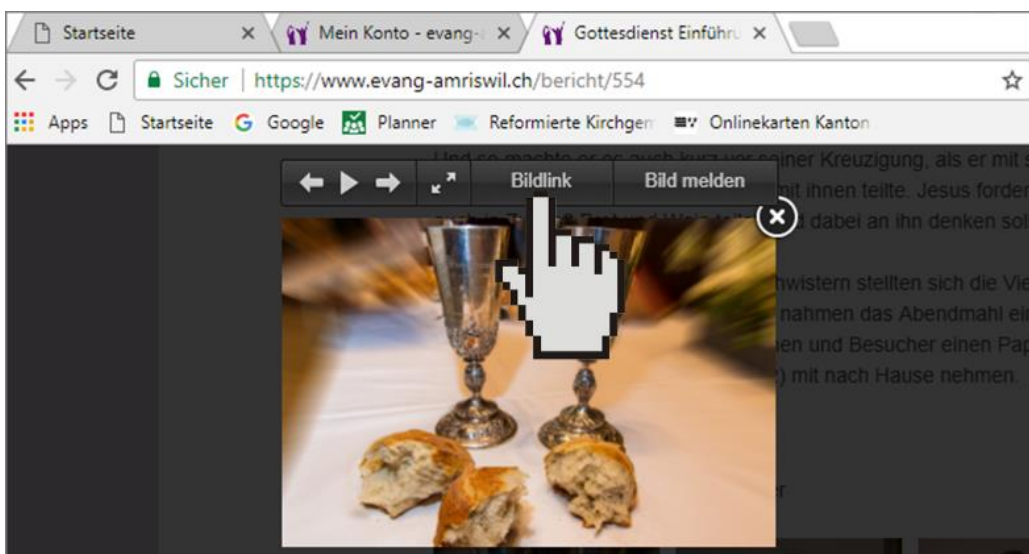 Startseite
Mein Konto - evang-
Gottesdienst Einführu
Sicher | https://www.evang-amriswil.ch/bericht/554
Apps Startseite Google Planner Reformierte Kirchgem Onlinekarten Kanton
Und so machte er es auch kurz vor seiner Kreuzigung, als er mit
Bildlink Bild melden
mit ihnen teilte. Jesus forder
dabei an ihn denken sol
hwistern stellten sich die Vie
nahmen das Abendmahl ein
en und Besucher einen Pap
) mit nach Hause nehmen.